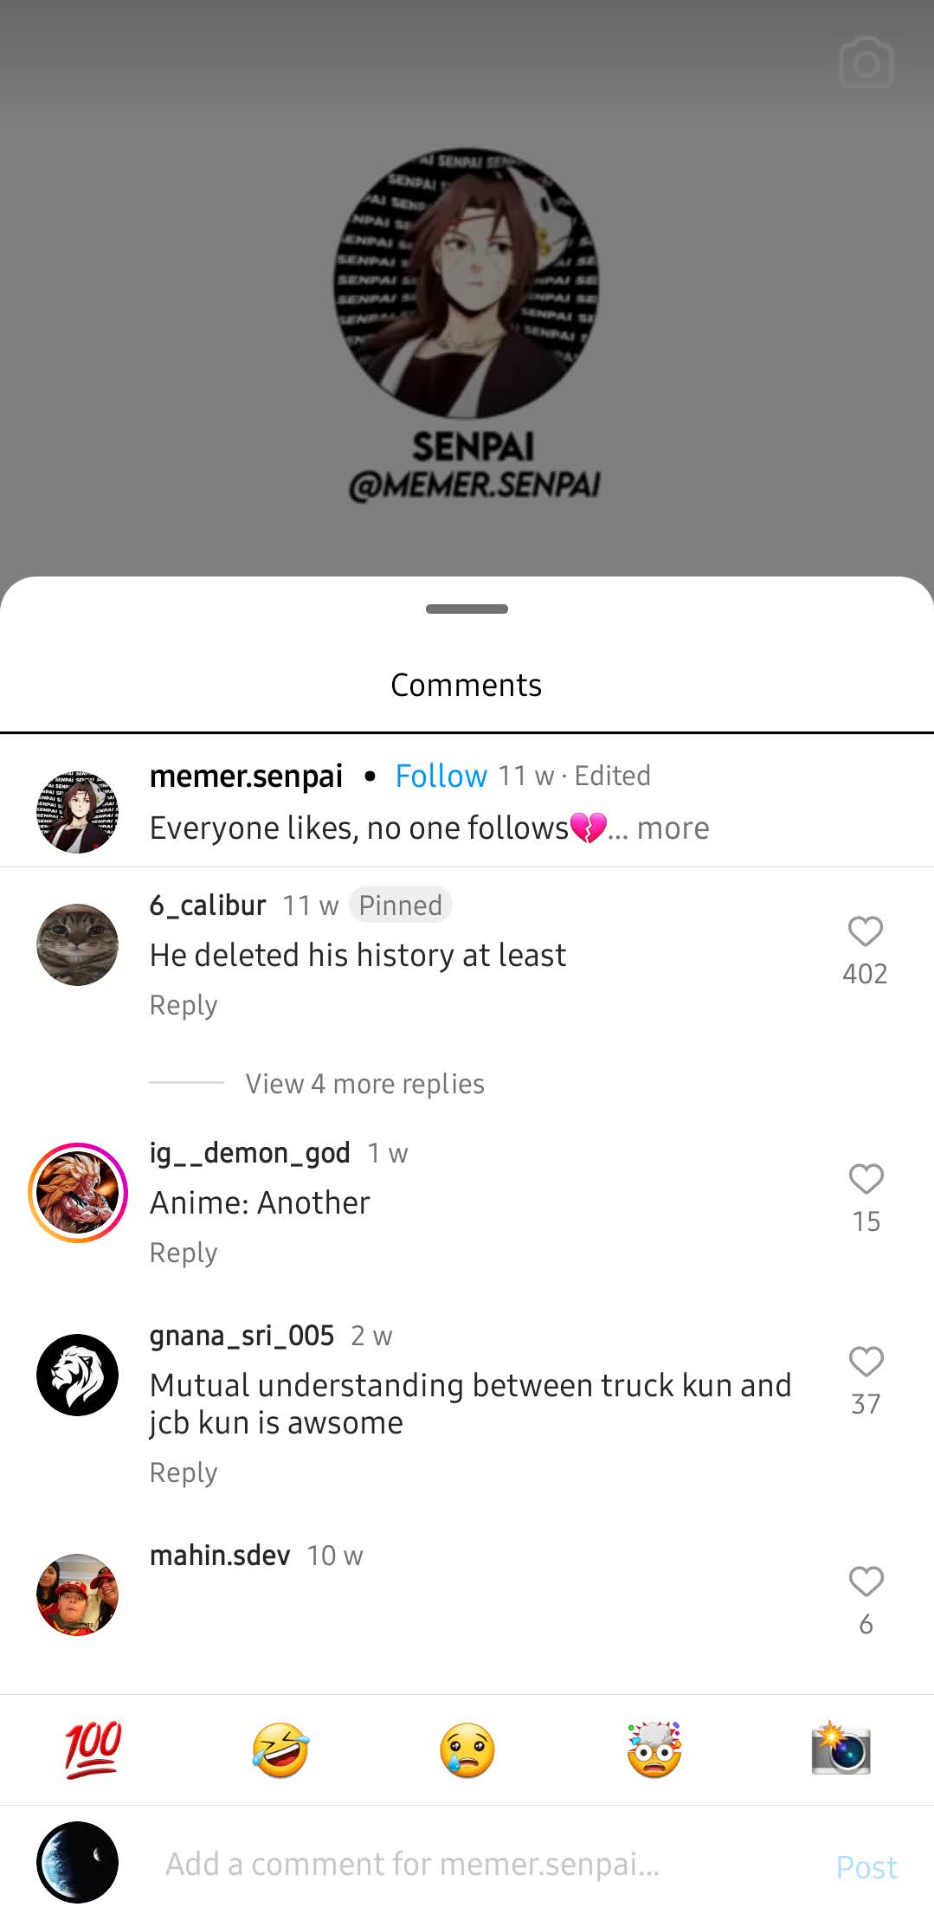 SENPAI
@MEMER.SENPAI
Comments
memer.senpai • Follow 11 w · Edited
Everyone likes, no one follows💔... more
6_calibur 11 w Pinned
He deleted his history at least
402
Reply
View 4 more replies
ig__demon_god 1 w
Anime: Another
15
Reply
gnana_sri_005 2 w
Mutual understanding between truck kun and
37
jcb kun is awsome
Reply
mahin.sdev 10 w
6
💯 🤣 😢 🤯 📸
Add a comment for memer.senpai... Post